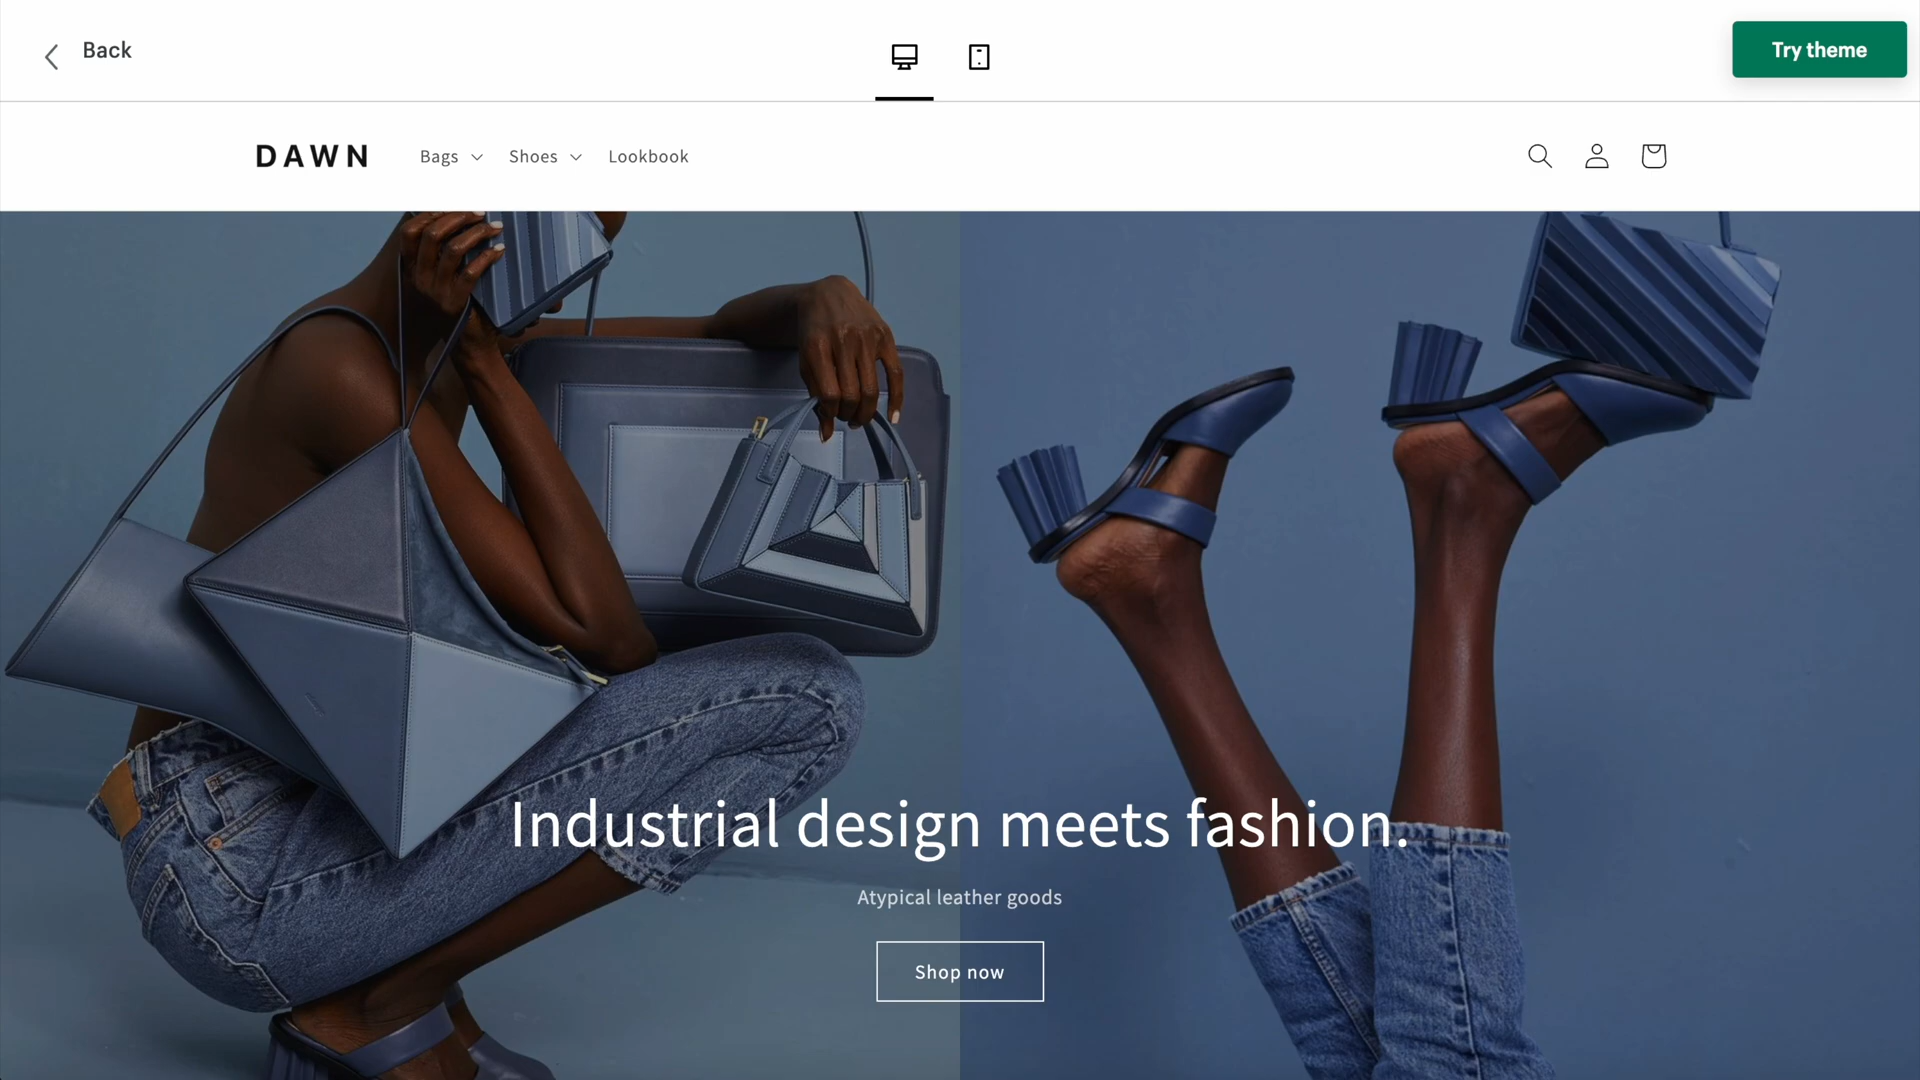 Back
Try theme
DAWN
Bags
Shoes
Lookbook
Industrial design meets fashion.
Atypical leather goods
Shop now